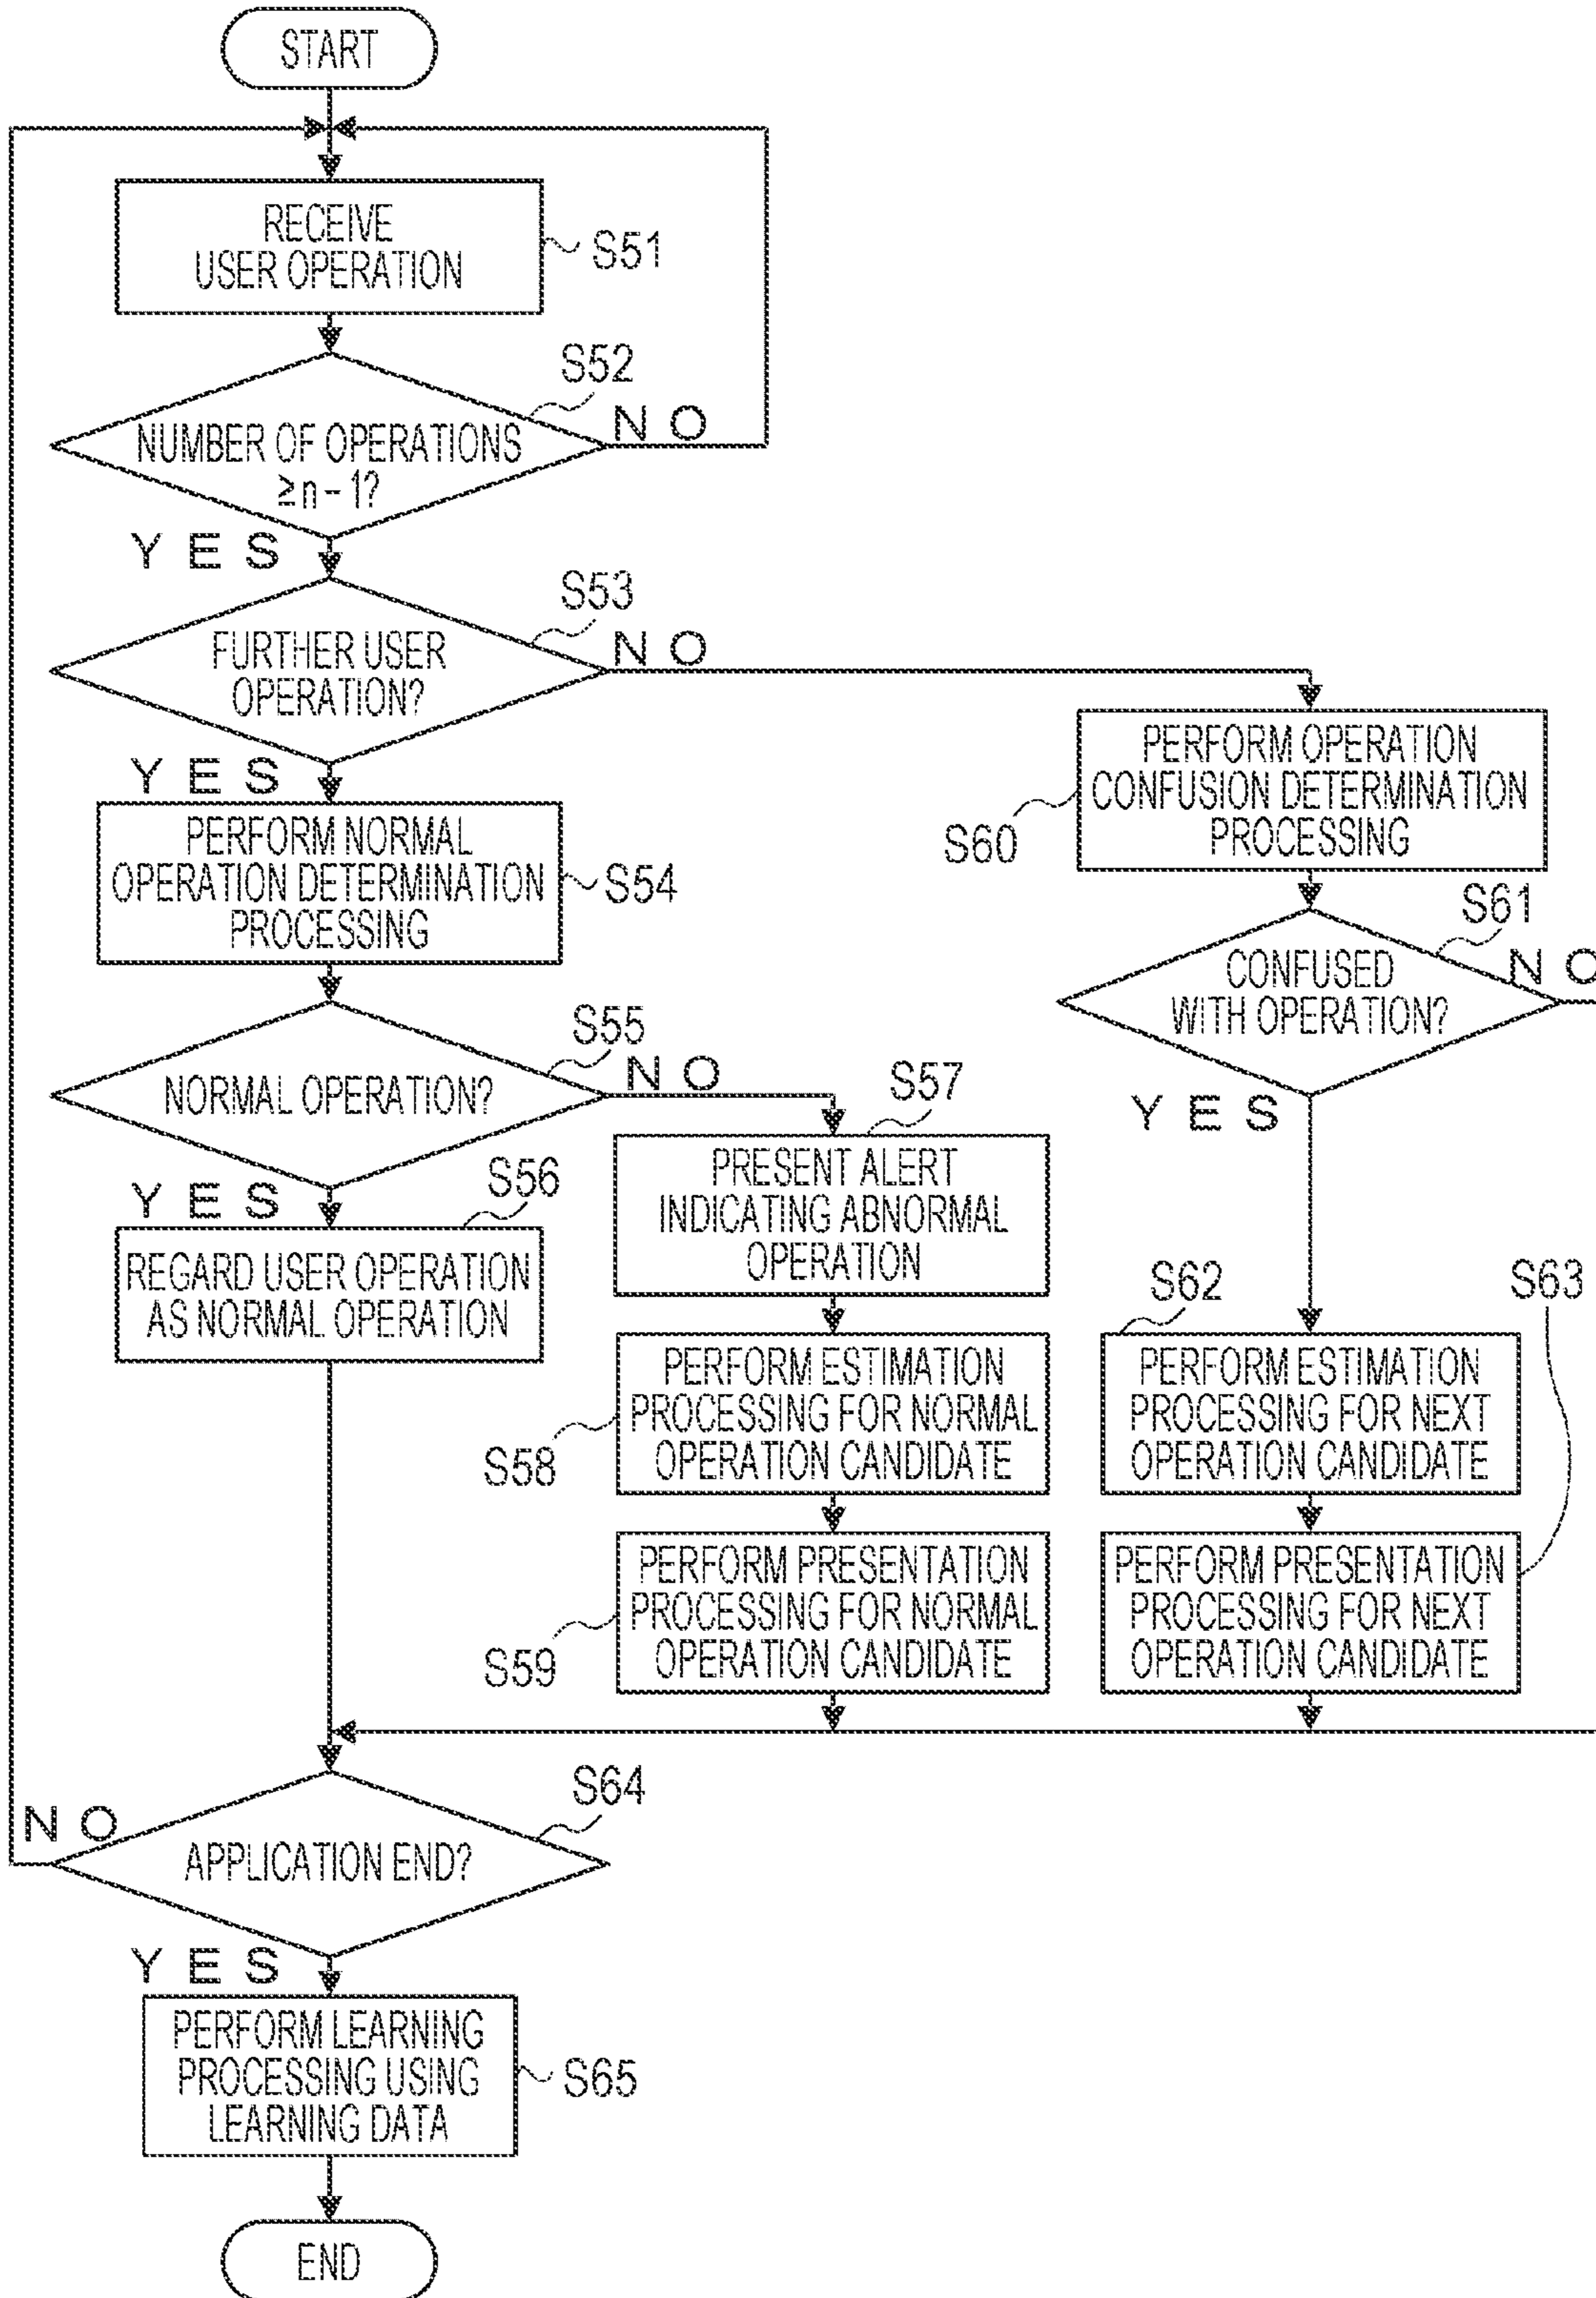 START
RECEIVE
USER OPERATION
S51
S52
NUMBER OF OPERATIONS
≥n-1?
NO
YES
S53
FURTHER USER
OPERATION?
NO
YES
PERFORM NORMAL
OPERATION DETERMINATION
PROCESSING
S54
PERFORM OPERATION
CONFUSION DETERMINATION
PROCESSING
S60
S61
CONFUSED
WITH OPERATION?
NO
YES
S55
NORMAL OPERATION?
NO
YES
S56
REGARD USER OPERATION
AS NORMAL OPERATION
S57
PRESENT ALERT
INDICATING ABNORMAL
OPERATION
PERFORM ESTIMATION
PROCESSING FOR NORMAL
OPERATION CANDIDATE
S58
PERFORM PRESENTATION
PROCESSING FOR NORMAL
OPERATION CANDIDATE
S59
S62
PERFORM ESTIMATION
PROCESSING FOR NEXT
OPERATION CANDIDATE
S63
PERFORM PRESENTATION
PROCESSING FOR NEXT
OPERATION CANDIDATE
S64
APPLICATION END?
NO
YES
PERFORM LEARNING
PROCESSING USING
LEARNING DATA
S65
END